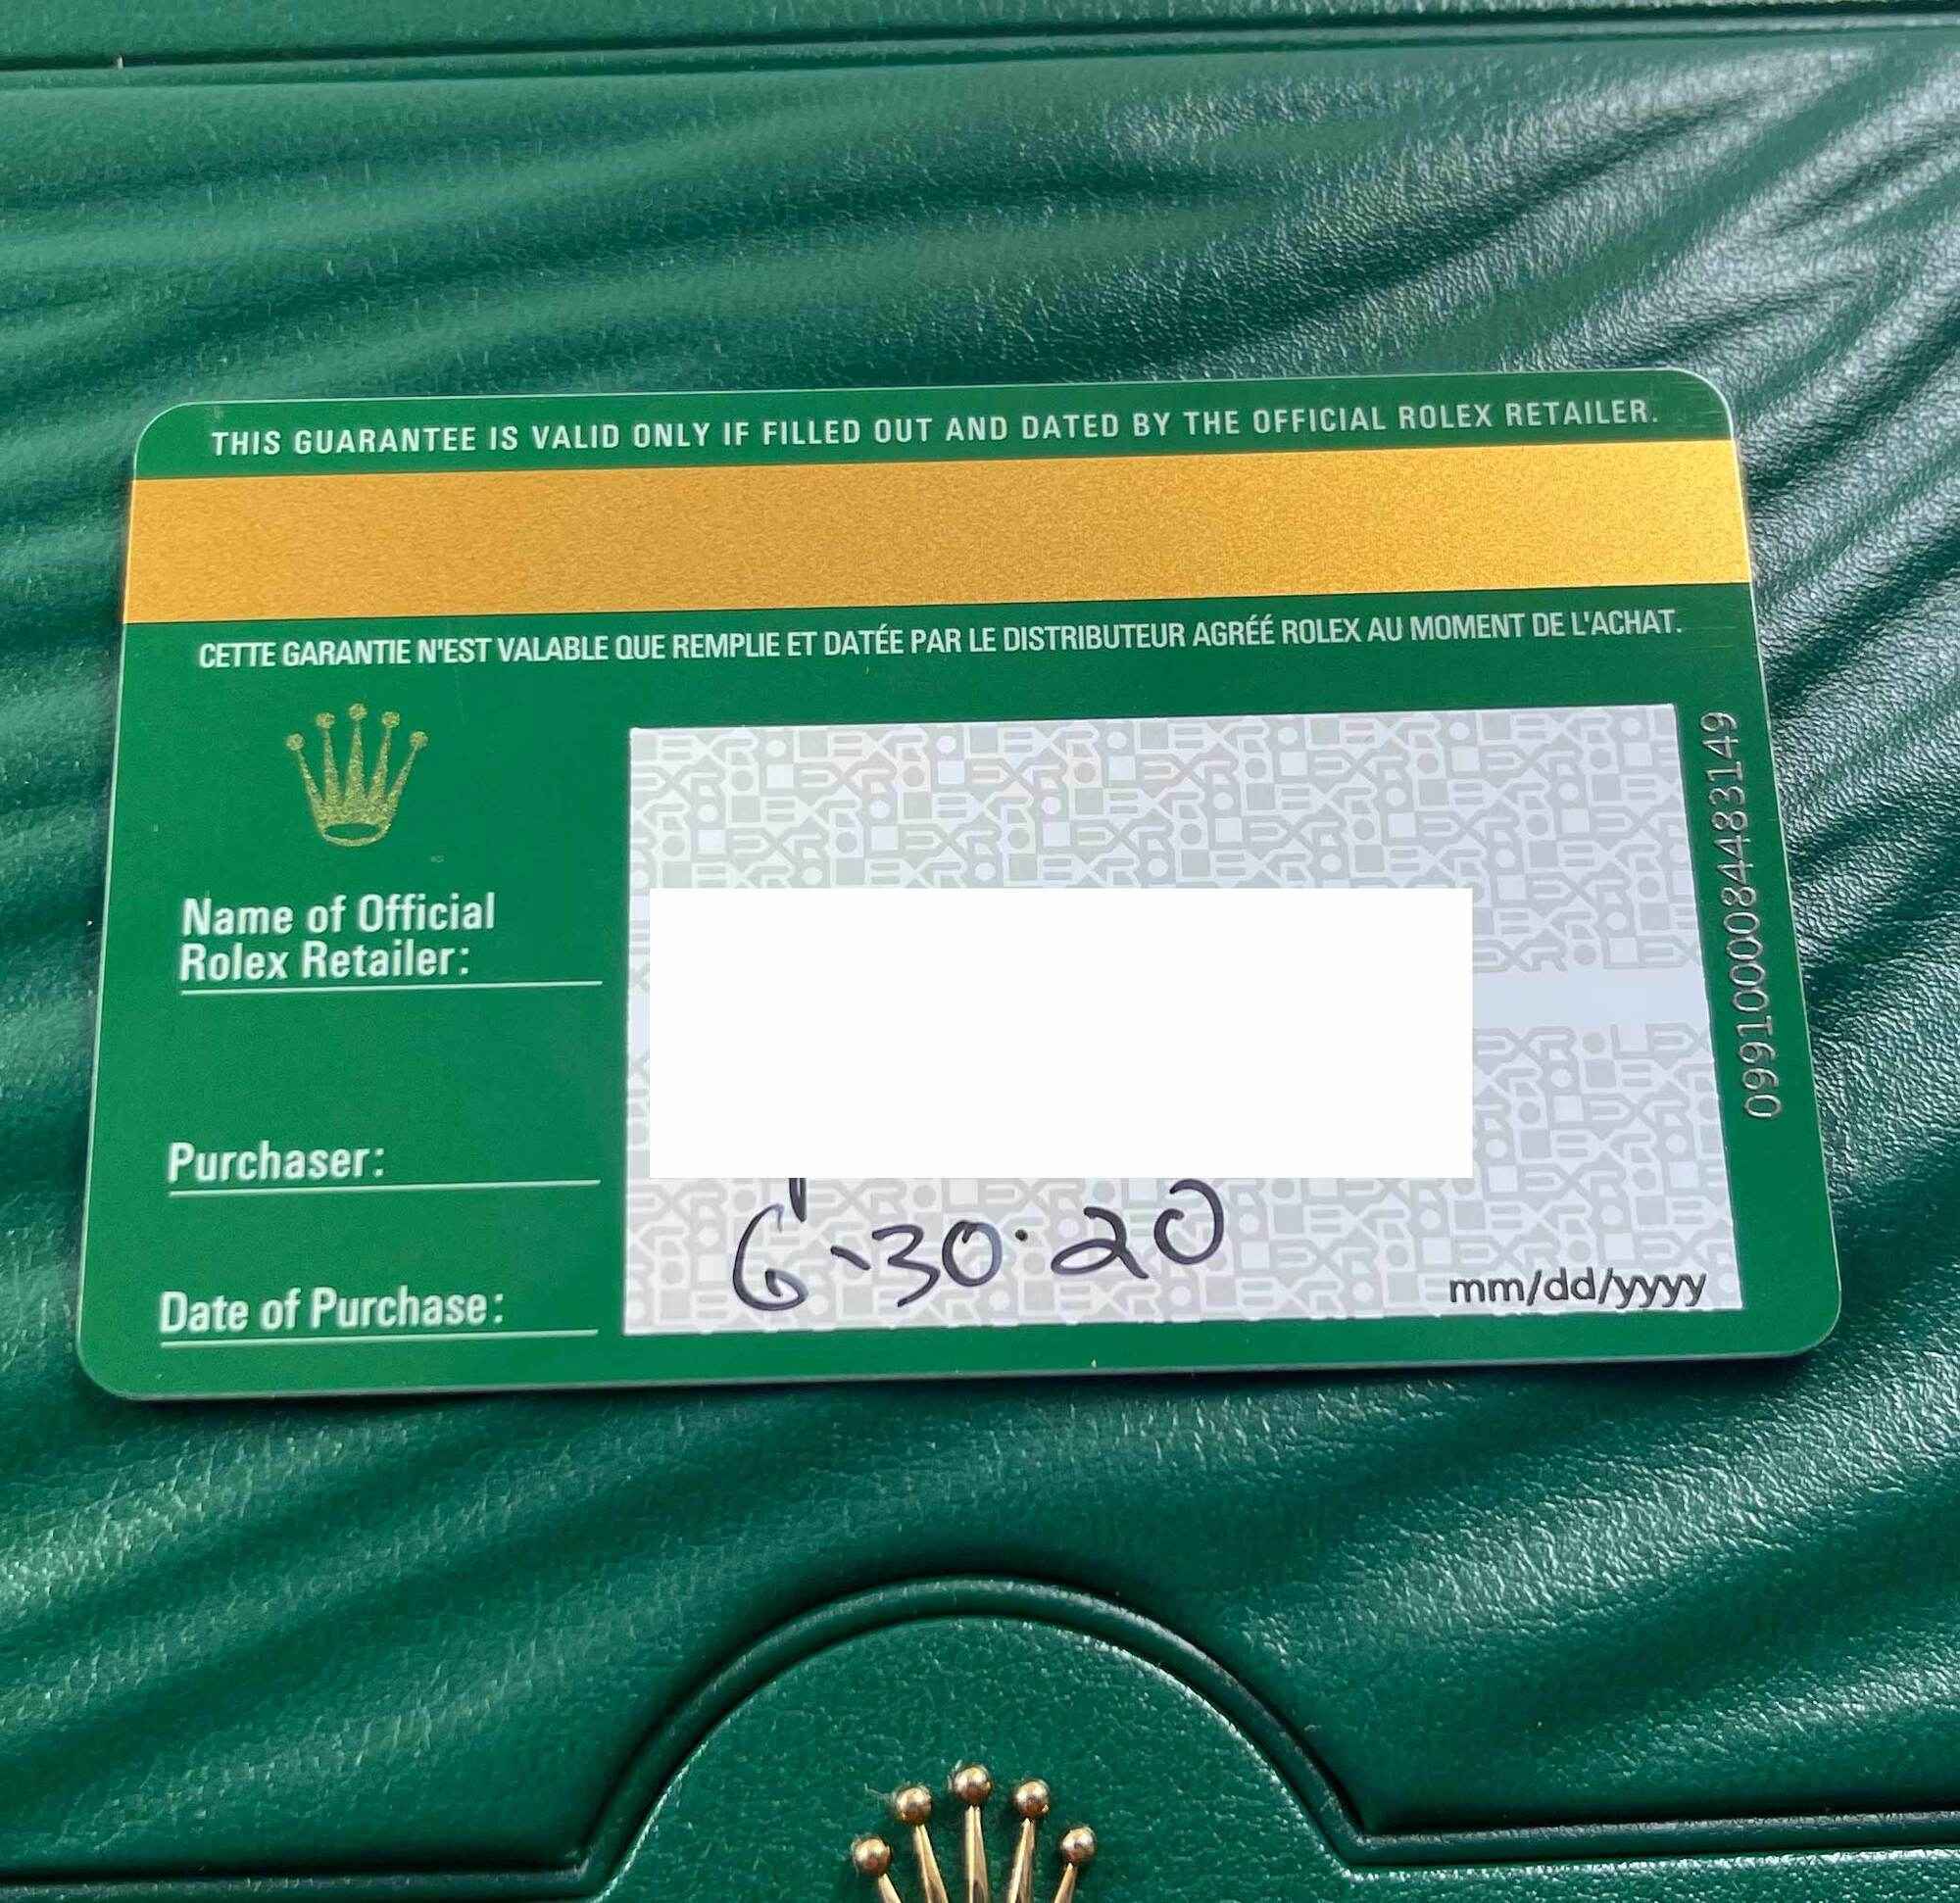 THIS GUARANTEE IS VALID ONLY IF FILLED OUT AND DATED BY THE OFFICIAL ROLEX RETAILER.
CETTE GARANTIE N'EST VALABLE QUE REMPLIE ET DATÉE PAR LE DISTRIBUTEUR AGRÉÉ ROLEX AU MOMENT DE L'ACHAT.
Name of Official
Rolex Retailer:
Purchaser:
Date of Purchase:
6-30·20
mm/dd/yyyy
0991000084483149